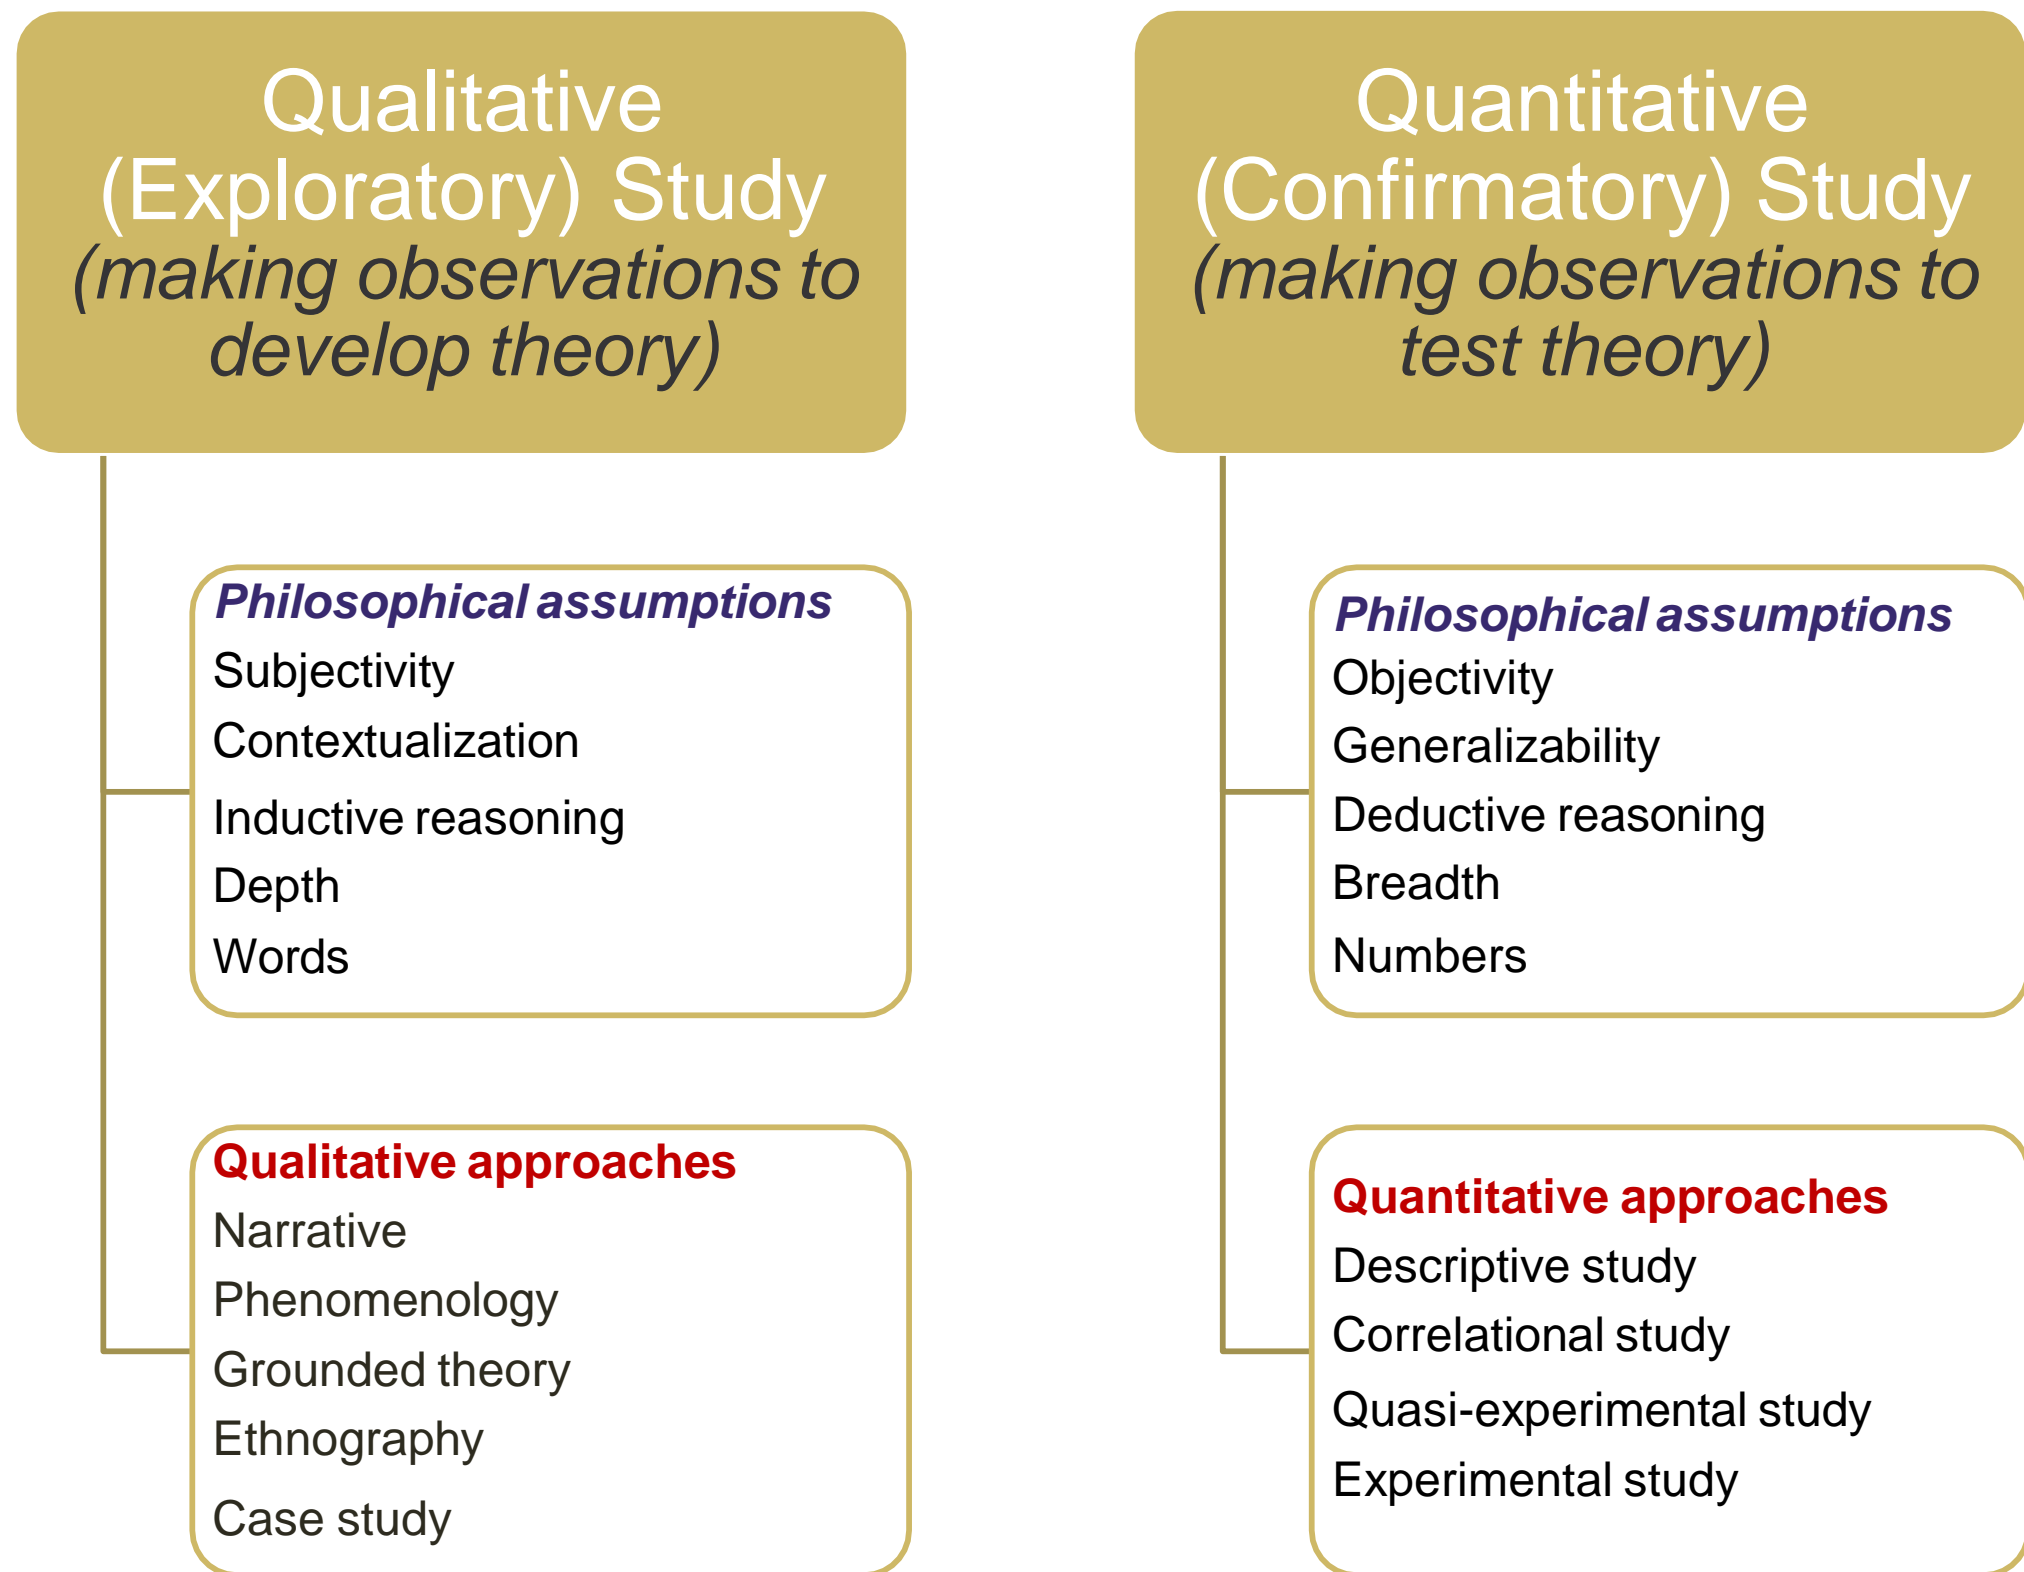 Qualitative
(Exploratory) Study
(making observations to
develop theory)
Philosophical assumptions
Subjectivity
Contextualization
Inductive reasoning
Depth
Words
Qualitative approaches
Narrative
Phenomenology
Grounded theory
Ethnography
Case study
Quantitative
(Confirmatory) Study
(making observations to
test theory)
Philosophical assumptions
Objectivity
Generalizability
Deductive reasoning
Breadth
Numbers
Quantitative approaches
Descriptive study
Correlational study
Quasi-experimental study
Experimental study